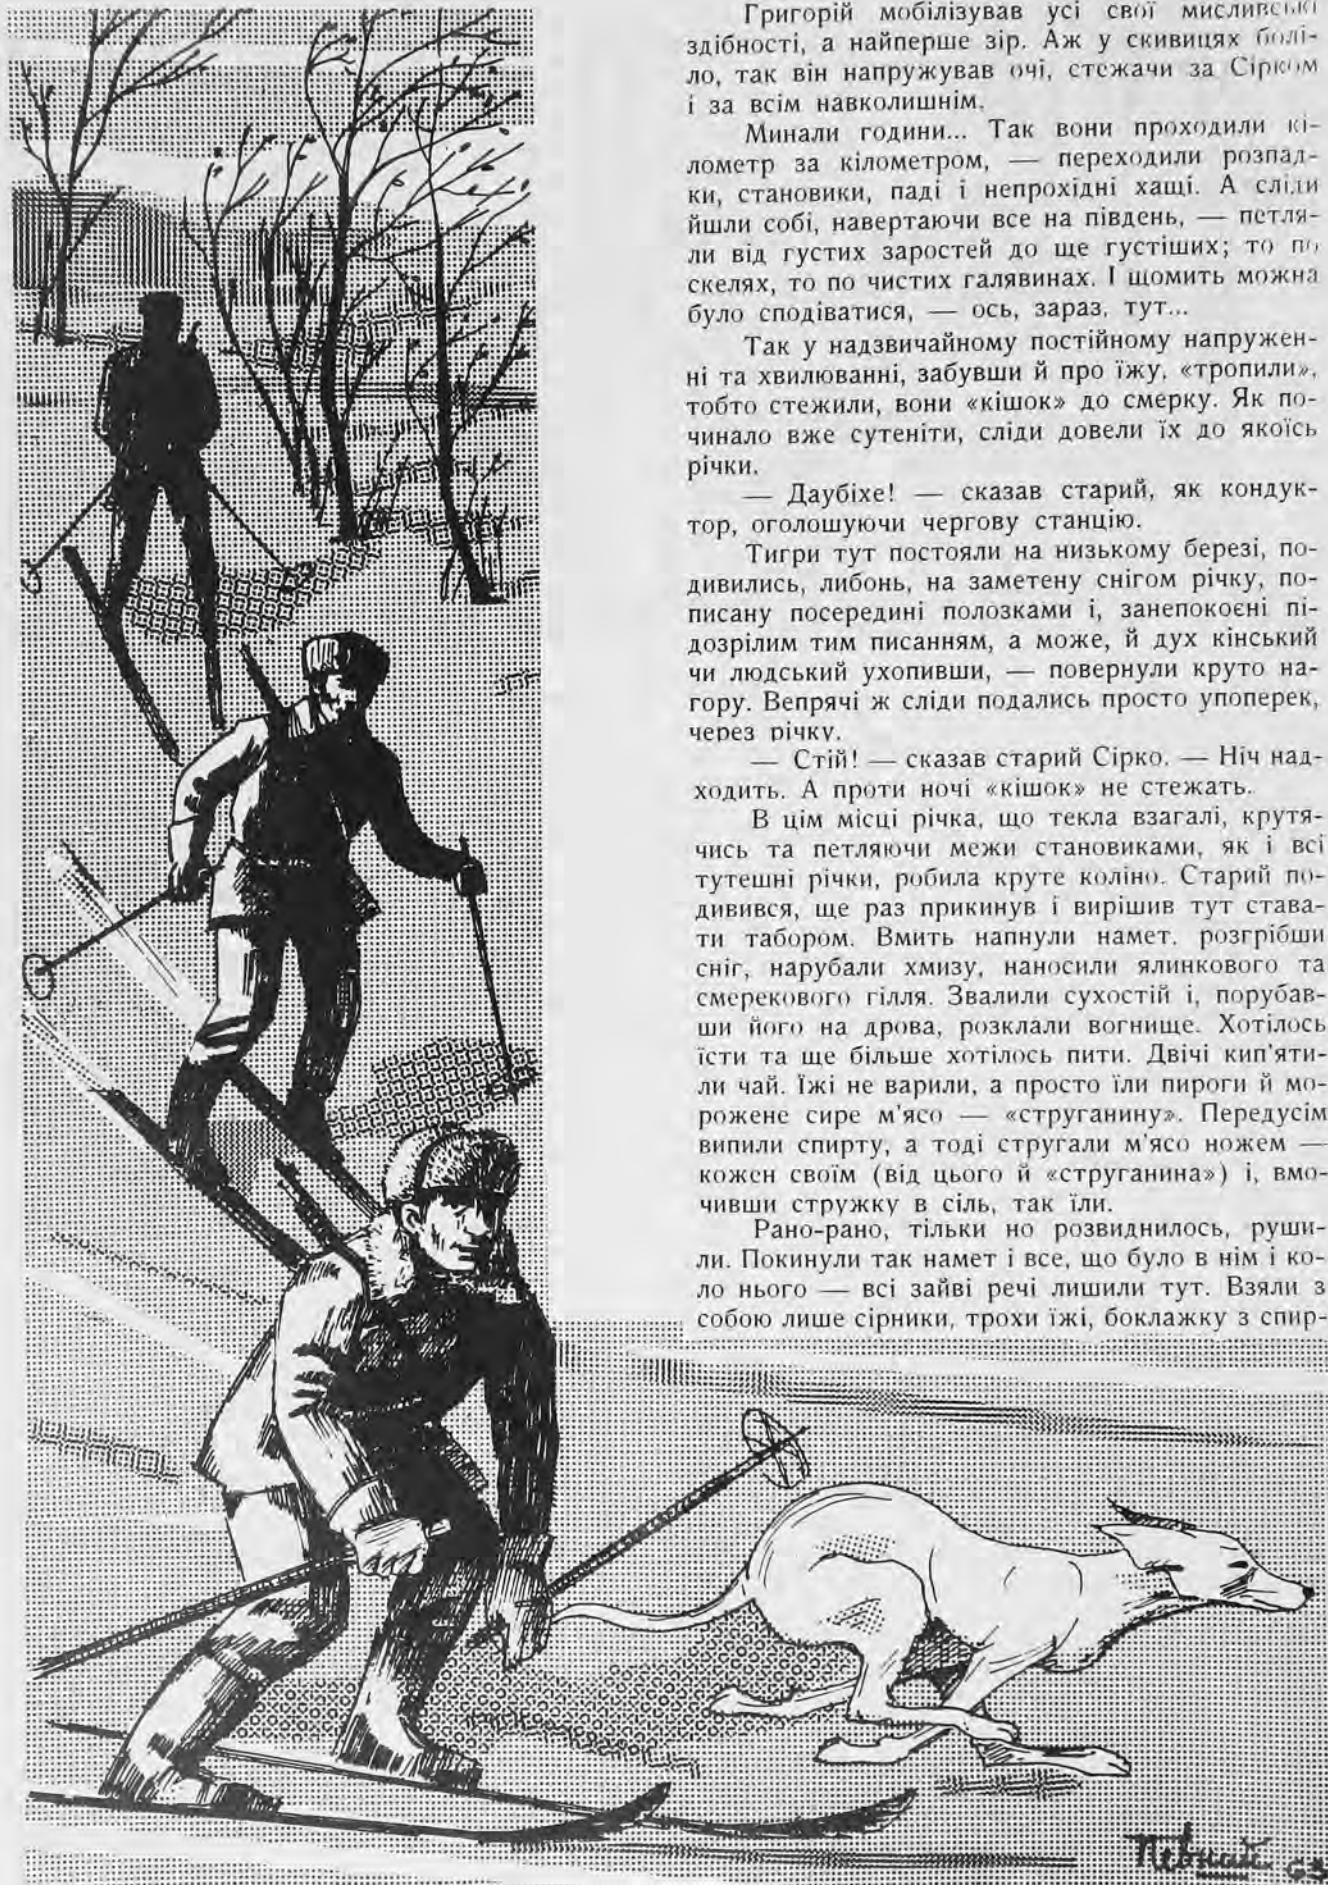 Григорій мобілізував усі свої мисливські
здібності, а найперше зір. Аж у скивицях болі-
ло, так він напружував очі, стежачи за Сірком
і за всім навколишнім.
Минали години... Так вони проходили кі-
лометр за кілометром, — переходили розпад-
ки, становики, паді і непрохідні хащі. А сліди
йшли собі, навертаючи все на південь, — петля-
ли від густих заростей до ще густіших; то по
скелях, то по чистих галявинах. І щомить можна
було сподіватися, — ось, зараз, тут...
Так у надзвичайному постійному напружен-
ні та хвилюванні, забувши й про їжу, «тропили»,
тобто стежили, вони «кішок» до смерку. Як по-
чинало вже сутеніти, сліди довели їх до якоїсь
річки.
— Даубіхе! — сказав старий, як кондук-
тор, оголошуючи чергову станцію.
Тигри тут постояли на низькому березі, по-
дивились, либонь, на заметену снігом річку, по-
писану посередині полозками і, занепокоєні пі-
дозрілим тим писанням, а може, й дух кінський
чи людський ухопивши, — повернули круто на-
гору. Вепрячі ж сліди подались просто упоперек,
через річку.
— Стій! — сказав старий Сірко. — Ніч над-
ходить. А проти ночі «кішок» не стежать.
В цім місці річка, що текла взагалі, крутя-
чись та петляючи межи становиками, як і всі
тутешні річки, робила круте коліно. Старий по-
дивився, ще раз прикинув і вирішив тут става-
ти табором. Вмить напнули намет, розгрібши
сніг, нарубали хмизу, наносили ялинкового та
смерекового гілля. Звалили сухостій і, порубав-
ши його на дрова, розклали вогнище. Хотілось
їсти та ще більше хотілось пити. Двічі кип'яти-
ли чай. Їжі не варили, а просто їли пироги й мо-
рожене сире м'ясо — «струганину». Передусім
випили спирту, а тоді стругали м'ясо ножем —
кожен своїм (від цього й «струганина») і, вмо-
чивши стружку в сіль, так їли.
Рано-рано, тільки но розвиднилось, руши-
ли. Покинули так намет і все, що було в нім і ко-
ло нього — всі зайві речі лишили тут. Взяли з
собою лише сірники, трохи їжі, боклажку з спир-
Певний 63